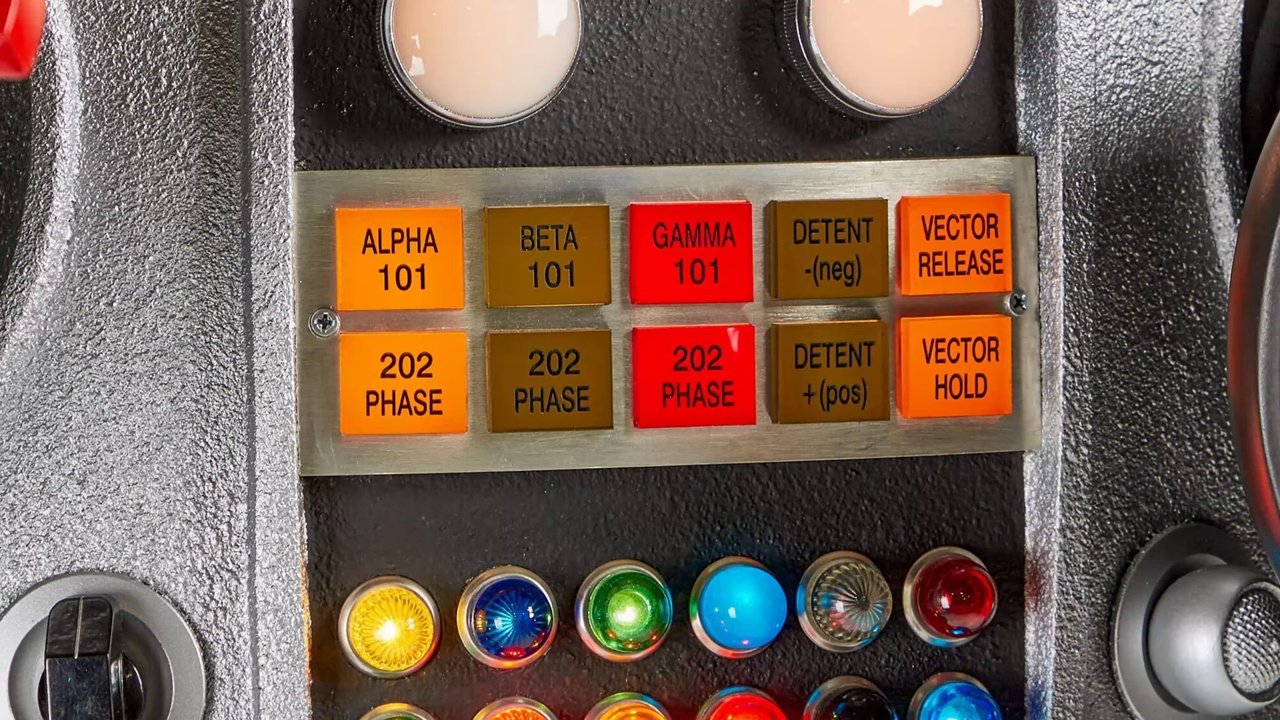 ALPHA
101
BETA
101
GAMMA
101
DETENT
-(neg)
VECTOR
RELEASE
202
PHASE
202
PHASE
202
PHASE
DETENT
+(pos)
VECTOR
HOLD